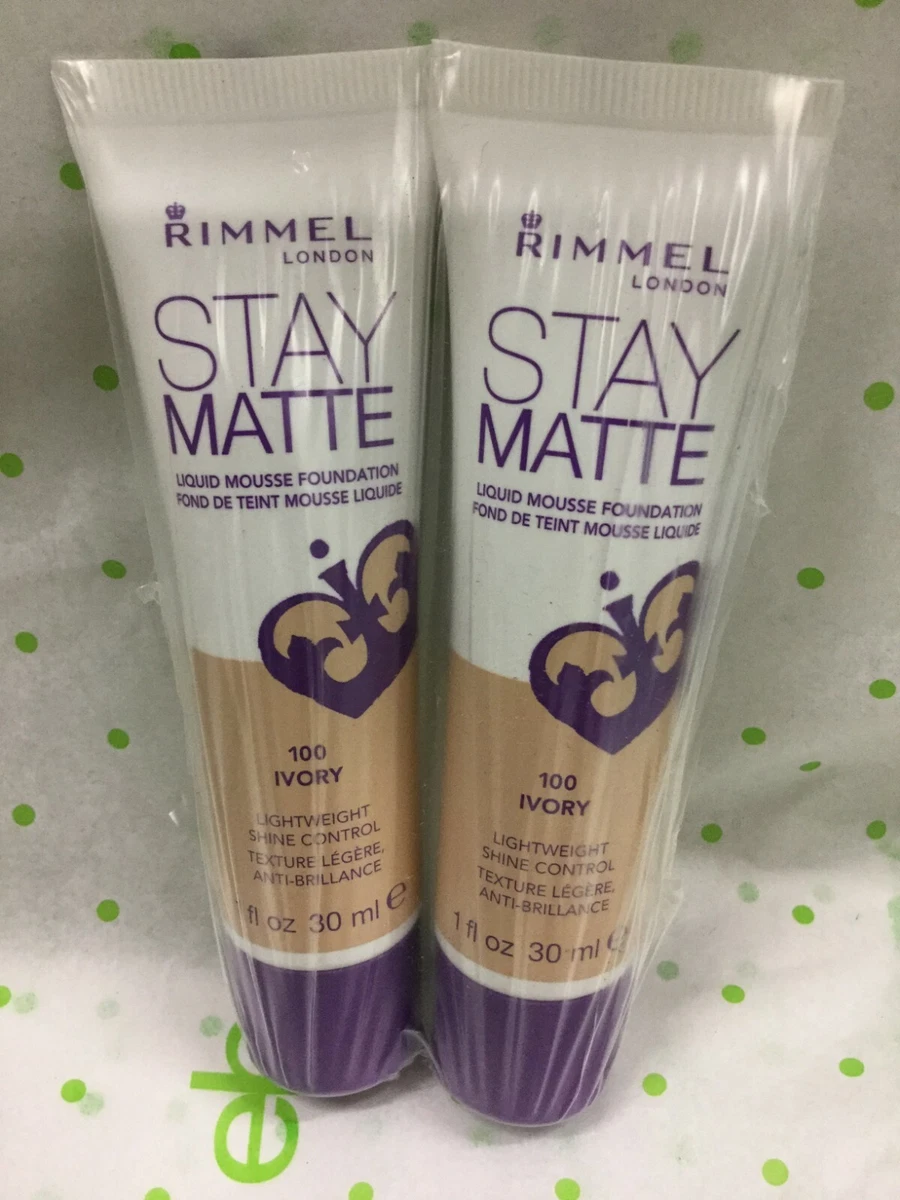 RIMMEL
LONDON
STAY
MATTE
LIQUID MOUSSE FOUNDATION
FOND DE TEINT MOUSSE LIQUIDE
100
IVORY
LIGHTWEIGHT
SHINE CONTROL
TEXTURE LÉGÈRE,
ANTI-BRILLANCE
fl oz 30 ml e
RIMMEL
LONDON
STAY
MATTE
LIQUID MOUSSE FOUNDATION
FOND DE TEINT MOUSSE LIQUIDE
100
IVORY
LIGHTWEIGHT
SHINE CONTROL
TEXTURE LÉGÈRE,
ANTI-BRILLANCE
1 fl oz 30 ml e
eb